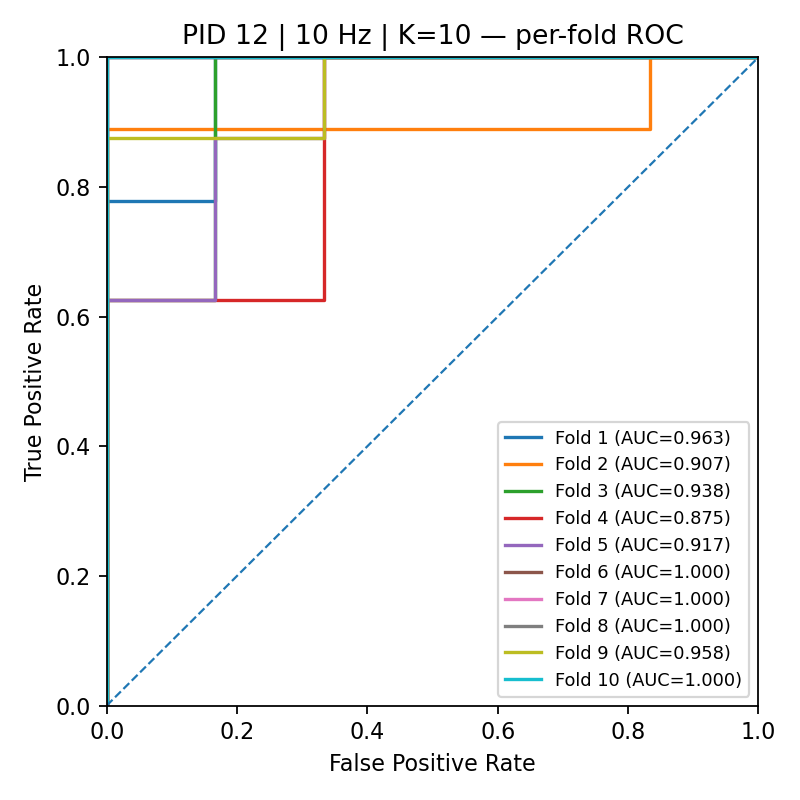 PID 12 | 10 Hz | K=10 — per-fold ROC
1.0
0.8
0.6
0.4
0.2
0.0
True Positive Rate
Fold 1 (AUC=0.963)
Fold 2 (AUC=0.907)
Fold 3 (AUC=0.938)
Fold 4 (AUC=0.875)
Fold 5 (AUC=0.917)
Fold 6 (AUC=1.000)
Fold 7 (AUC=1.000)
Fold 8 (AUC=1.000)
Fold 9 (AUC=0.958)
Fold 10 (AUC=1.000)
0.0 0.2 0.4 0.6 0.8 1.0
False Positive Rate